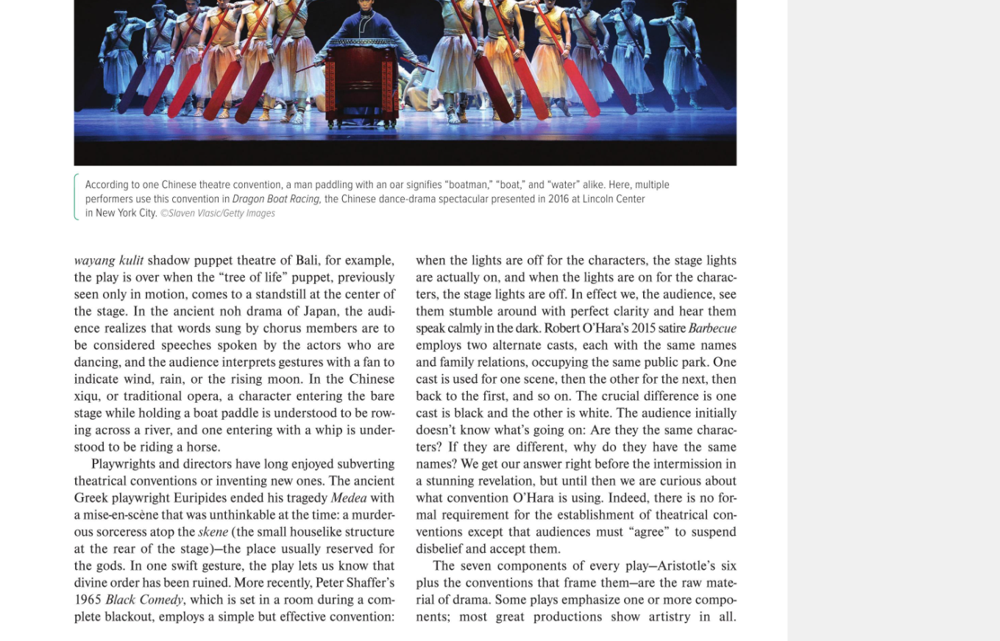 According to one Chinese theatre convention, a man paddling with an oar signifies “boatman,” “boat,” and “water” alike. Here, multiple
performers use this convention in Dragon Boat Racing, the Chinese dance-drama spectacular presented in 2016 at Lincoln Center
in New York City. ©Slaven Vlasic/Getty Images
wayang kulit shadow puppet theatre of Bali, for example,
the play is over when the “tree of life” puppet, previously
seen only in motion, comes to a standstill at the center of
the stage. In the ancient noh drama of Japan, the audi-
ence realizes that words sung by chorus members are to
be considered speeches spoken by the actors who are
dancing, and the audience interprets gestures with a fan to
indicate wind, rain, or the rising moon. In the Chinese
xiqu, or traditional opera, a character entering the bare
stage while holding a boat paddle is understood to be row-
ing across a river, and one entering with a whip is under-
stood to be riding a horse.
Playwrights and directors have long enjoyed subverting
theatrical conventions or inventing new ones. The ancient
Greek playwright Euripides ended his tragedy Medea with
a mise-en-scène that was unthinkable at the time: a murder-
ous sorceress atop the skene (the small houselike structure
at the rear of the stage)—the place usually reserved for
the gods. In one swift gesture, the play lets us know that
divine order has been ruined. More recently, Peter Shaffer’s
1965 Black Comedy, which is set in a room during a com-
plete blackout, employs a simple but effective convention:
when the lights are off for the characters, the stage lights
are actually on, and when the lights are on for the charac-
ters, the stage lights are off. In effect we, the audience, see
them stumble around with perfect clarity and hear them
speak calmly in the dark. Robert O’Hara’s 2015 satire Barbecue
employs two alternate casts, each with the same names
and family relations, occupying the same public park. One
cast is used for one scene, then the other for the next, then
back to the first, and so on. The crucial difference is one
cast is black and the other is white. The audience initially
doesn’t know what’s going on: Are they the same charac-
ters? If they are different, why do they have the same
names? We get our answer right before the intermission in
a stunning revelation, but until then we are curious about
what convention O’Hara is using. Indeed, there is no for-
mal requirement for the establishment of theatrical con-
ventions except that audiences must “agree” to suspend
disbelief and accept them.
The seven components of every play—Aristotle’s six
plus the conventions that frame them—are the raw mate-
rial of drama. Some plays emphasize one or more compo-
nents; most great productions show artistry in all.